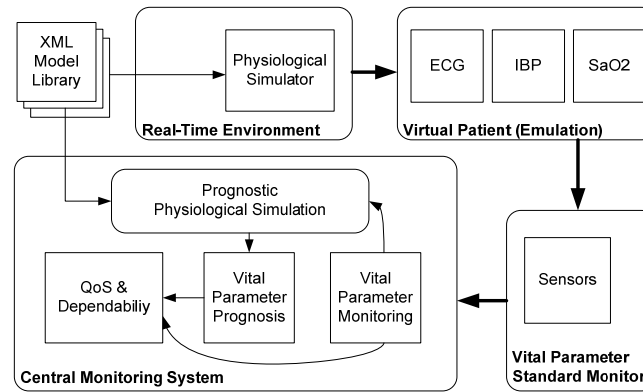 XML
Model
Library
Physiological
Simulator
Real-Time Environment
ECG
IBP
SaO2
Virtual Patient (Emulation)
Prognostic
Physiological Simulation
QoS &
Dependabiliy
Vital
Parameter
Prognosis
Vital
Parameter
Monitoring
Central Monitoring System
Sensors
Vital Parameter
Standard Monitor